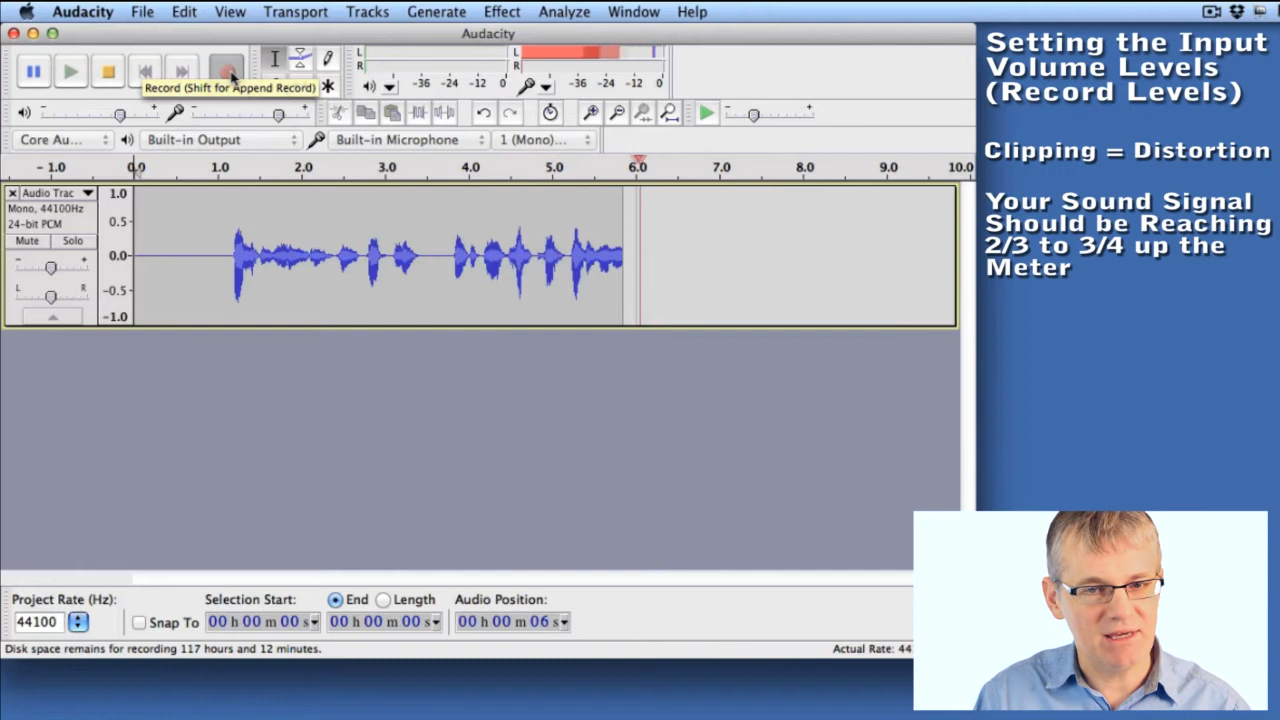 Audacity File Edit View Transport Tracks Generate Effect Analyze Window Help
Audacity
L
R
L
R
-36 -24 -12 0
-36 -24 -12 0
Record (Shift for Append Record)
- + - +
- +
Core Au... Built-in Output Built-in Microphone 1 (Mono)...
- 1.0 0.0 1.0 2.0 3.0 4.0 5.0 6.0 7.0 8.0 9.0 10.0
Audio Trac
Mono, 44100Hz
24-bit PCM
Mute Solo
- +
L R
1.0
0.5
0.0
-0.5
-1.0
Project Rate (Hz):
44100
Snap To
Selection Start:
End Length
Audio Position:
00 h 00 m 00 s
00 h 00 m 00 s
00 h 00 m 06 s
Disk space remains for recording 117 hours and 12 minutes.
Actual Rate: 44
Setting the Input
Volume Levels
(Record Levels)
Clipping = Distortion
Your Sound Signal
Should be Reaching
2/3 to 3/4 up the
Meter